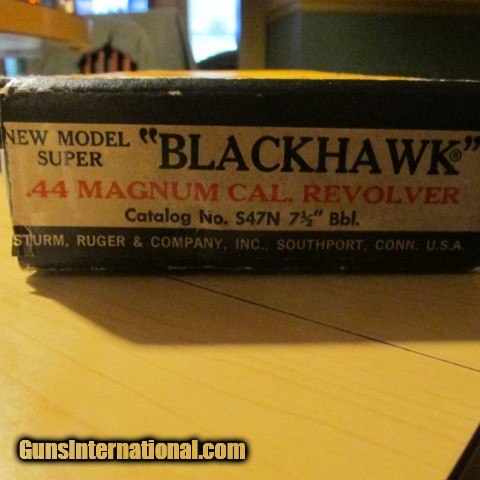 NEW MODEL SUPER "BLACKHAWK®"
.44 MAGNUM CAL. REVOLVER
Catalog No. S47N 7½" Bbl.
STURM, RUGER & COMPANY, INC., SOUTHPORT, CONN. U.S.A.
GunsInternational.com